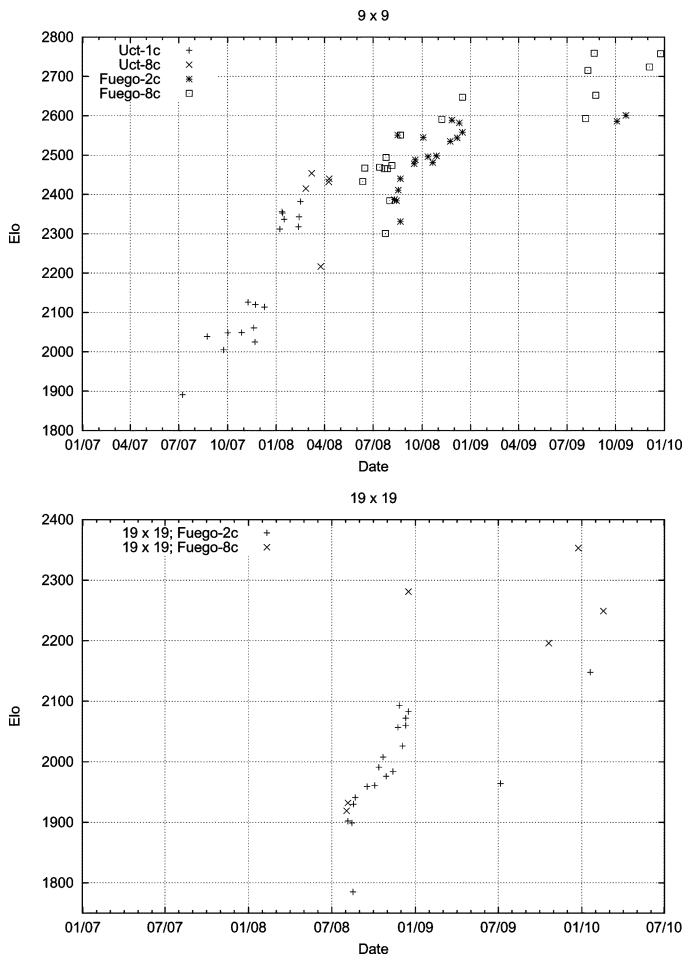 9 x 9
Uct-1c
Uct-8c
Fuego-2c
Fuego-8c
2800
2700
2600
2500
2400
2300
2200
2100
2000
1900
1800
Elo
01/07 04/07 07/07 10/07 01/08 04/08 07/08 10/08 01/09 04/09 07/09 10/09 01/10
Date
19 x 19
19 x 19; Fuego-2c
19 x 19; Fuego-8c
2400
2300
2200
2100
2000
1900
1800
Elo
01/07 07/07 01/08 07/08 01/09 07/09 01/10 07/10
Date